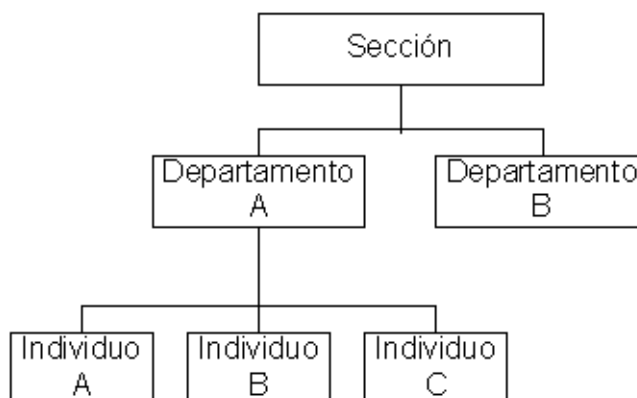 Sección
Departamento
A
Departamento
B
Individuo
A
Individuo
B
Individuo
C